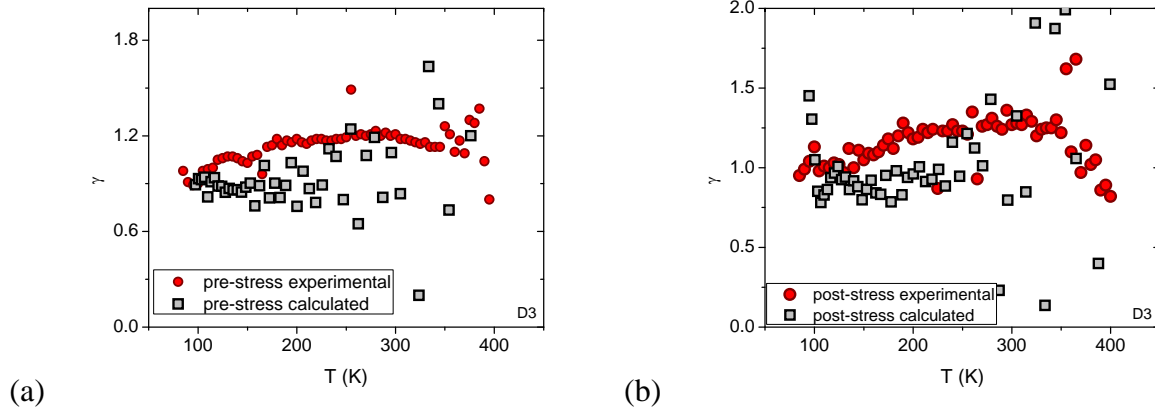 1.8
1.2
0.6
0.0
γ
pre-stress experimental
pre-stress calculated
D3
100
200
300
400
T (K)
(a)
2.0
1.5
1.0
0.5
0.0
γ
post-stress experimental
post-stress calculated
D3
100
200
300
400
T (K)
(b)